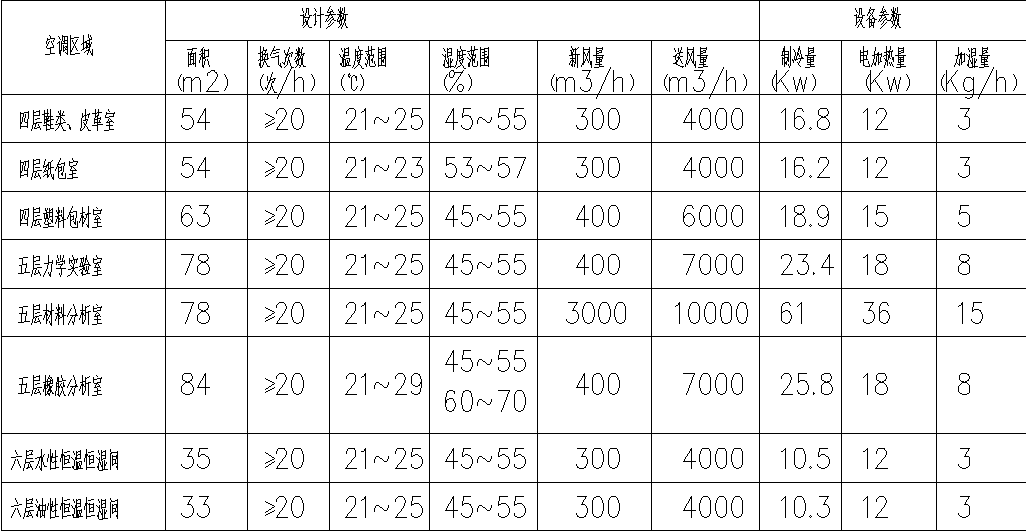 空调区域 设计参数 设备参数
面积 换气次数 温度范围 湿度范围 新风量 送风量 制冷量 电加热量 加湿量
(m2) (次/h) (℃) (%) (m3/h) (m3/h) (Kw) (Kw) (Kg/h)
四层鞋类、皮革室 54 ≥20 21~25 45~55 300 4000 16.8 12 3
四层纸包室 54 ≥20 21~23 53~57 300 4000 16.2 12 3
四层塑料包材室 63 ≥20 21~25 45~55 400 6000 18.9 15 5
五层力学实验室 78 ≥20 21~25 45~55 400 7000 23.4 18 8
五层材料分析室 78 ≥20 21~25 45~55 3000 10000 61 36 15
五层橡胶分析室 84 ≥20 21~29 45~55 60~70 400 7000 25.8 18 8
六层水性恒温恒湿间 35 ≥20 21~25 45~55 300 4000 10.5 12 3
六层油性恒温恒湿间 33 ≥20 21~25 45~55 300 4000 10.3 12 3